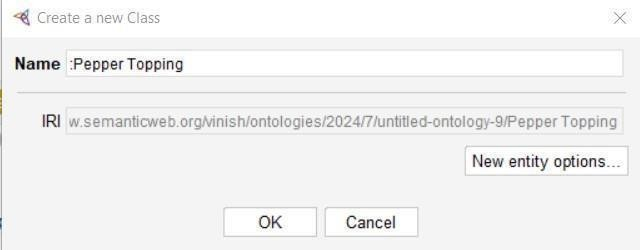 Create a new Class
Name :Pepper Topping
IRI w.semanticweb.org/vinish/ontologies/2024/7/untitled-ontology-9/Pepper Topping
New entity options...
OK Cancel